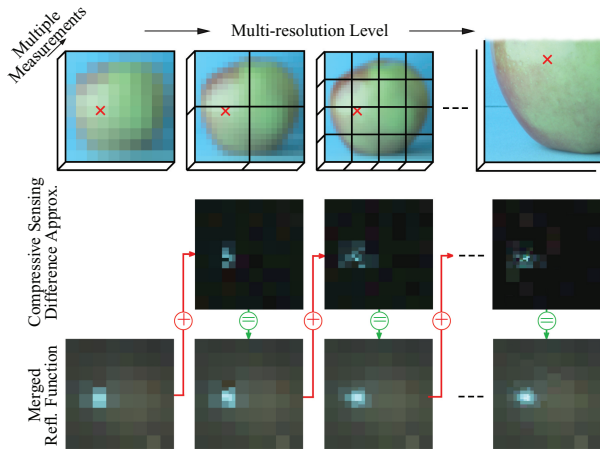 Multiple
Measurements
Multi-resolution Level
Compressive Sensing
Difference Approx.
Merged
Refl. Function